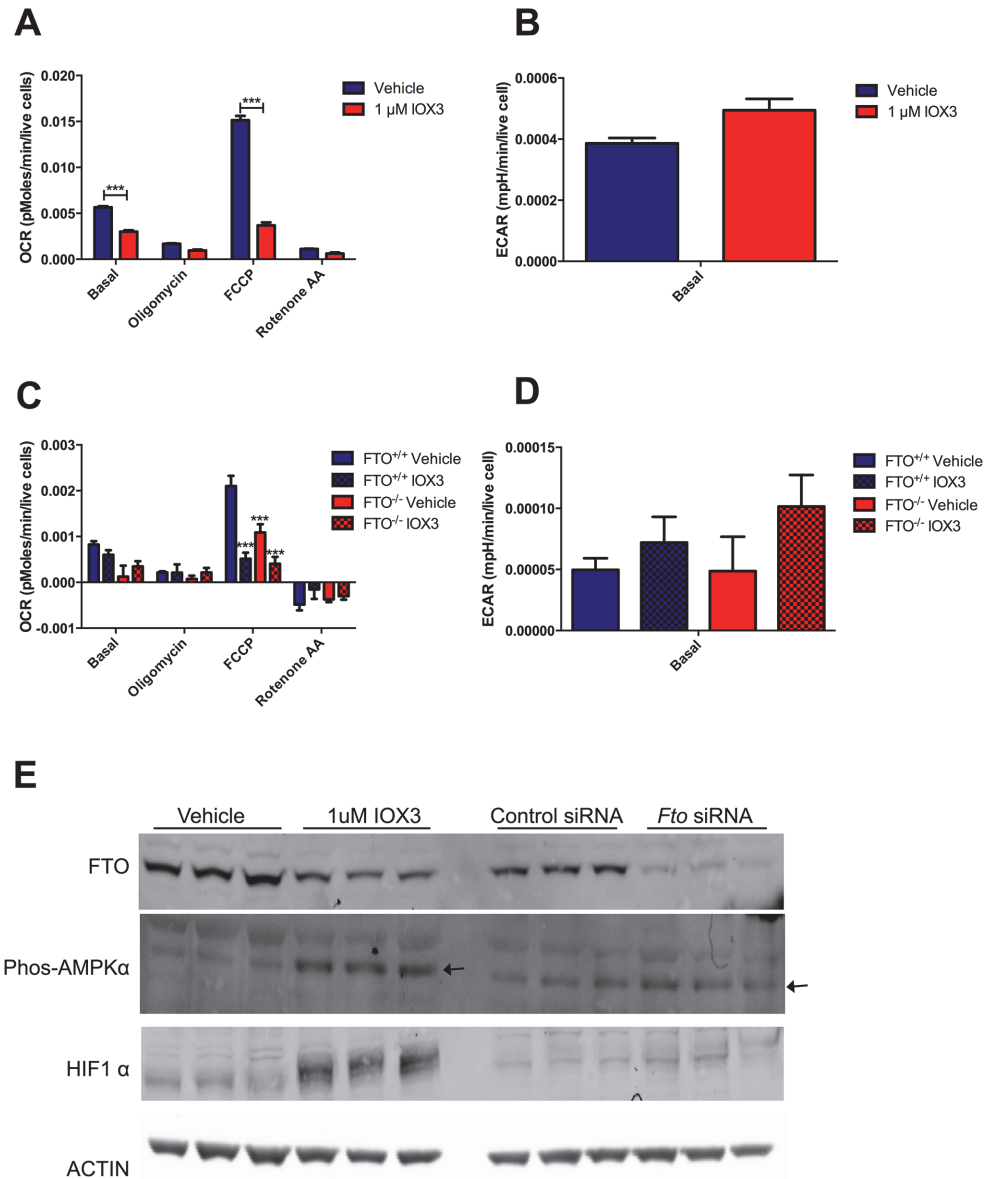 A
OCR (pMoles/min/live cells)
0.020
0.015
0.010
0.005
0.000
***
***
Basal
Oligomycin
FCCP
Rotenone AA
Vehicle
1 µM IOX3
B
ECAR (mpH/min/live cell)
0.0006
0.0004
0.0002
0.0000
Basal
Vehicle
1 µM IOX3
C
OCR (pMoles/min/live cells)
0.003
0.002
0.001
0.000
-0.001
***
***
***
Basal
Oligomycin
FCCP
Rotenone AA
FTO+/+ Vehicle
FTO+/+ IOX3
FTO-/- Vehicle
FTO-/- IOX3
D
ECAR (mpH/min/live cell)
0.00015
0.00010
0.00005
0.00000
Basal
FTO+/+ Vehicle
FTO+/+ IOX3
FTO-/- Vehicle
FTO-/- IOX3
E
Vehicle 1uM IOX3 Control siRNA Fto siRNA
FTO
Phos-AMPKα
HIF1 α
ACTIN